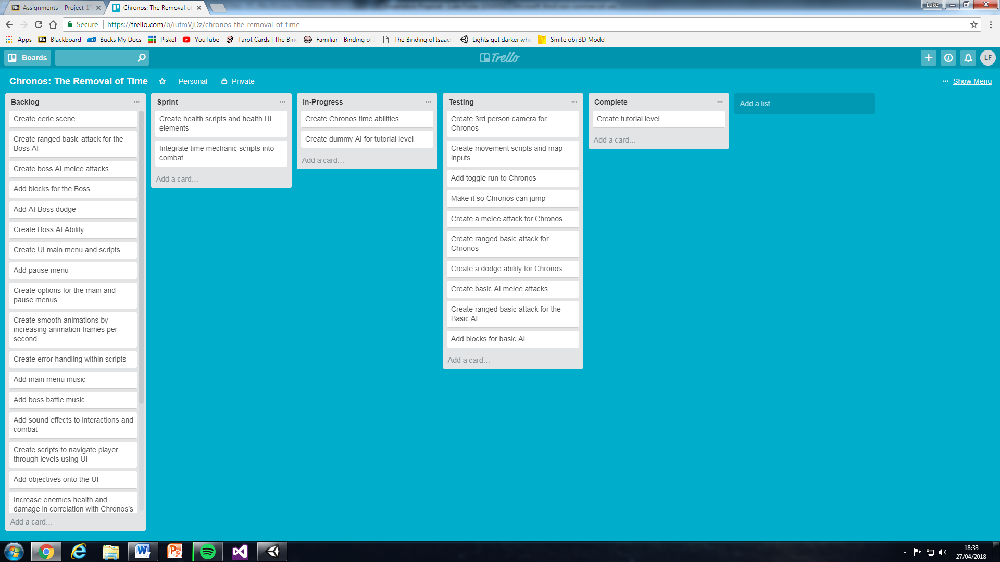 Assignments – Project-17
Chronos: The Removal of
Luke
Secure
https://trello.com/b/iufmVjDz/chronos-the-removal-of-time
Apps
Bb
Blackboard
Bucks My Docs
Piskel
YouTube
Tarot Cards | The Bin
Familiar - Binding of I
The Binding of Isaac:
Lights get darker whe
Smite obj 3D Model -
Boards
Trello
LF
Chronos: The Removal of Time
Personal
Private
Show Menu
Backlog
Create eerie scene
Create ranged basic attack for the
Boss AI
Create boss AI melee attacks
Add blocks for the Boss
Add AI Boss dodge
Create Boss AI Ability
Create UI main menu and scripts
Add pause menu
Create options for the main and
pause menus
Create smooth animations by
increasing animation frames per
second
Create error handling within scripts
Add main menu music
Add boss battle music
Add sound effects to interactions and
combat
Create scripts to navigate player
through levels using UI
Add objectives onto the UI
Increase enemies health and
damage in correlation with Chronos's
Add a card...
Sprint
Create health scripts and health UI
elements
Integrate time mechanic scripts into
combat
Add a card...
In-Progress
Create Chronos time abilities
Create dummy AI for tutorial level
Add a card...
Testing
Create 3rd person camera for
Chronos
Create movement scripts and map
inputs
Add toggle run to Chronos
Make it so Chronos can jump
Create a melee attack for Chronos
Create ranged basic attack for
Chronos
Create a dodge ability for Chronos
Create basic AI melee attacks
Create ranged basic attack for the
Basic AI
Add blocks for basic AI
Add a card...
Complete
Create tutorial level
Add a card...
Add a list...
18:33
27/04/2018